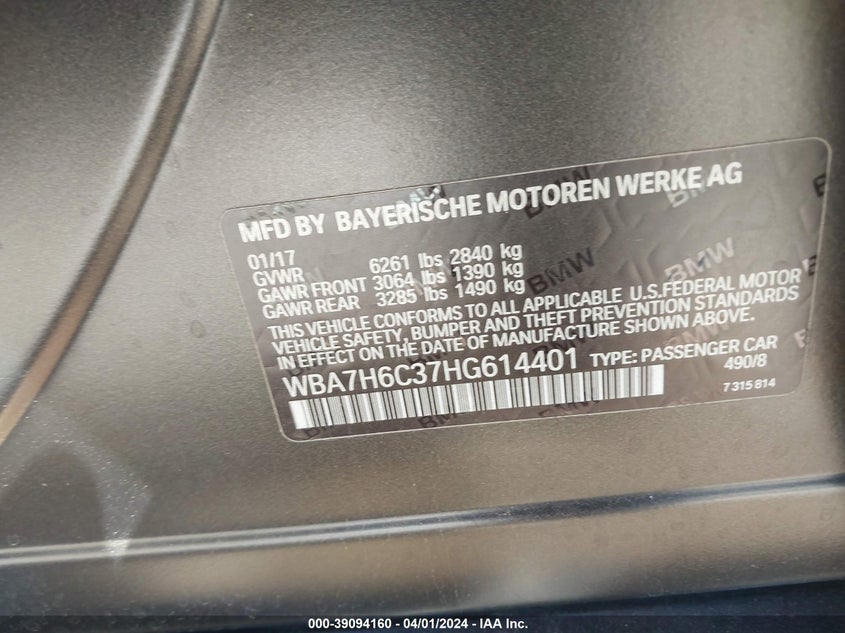 MFD BY BAYERISCHE MOTOREN WERKE AG
01/17
GVWR 6261 lbs 2840 kg
GAWR FRONT 3064 lbs 1390 kg
GAWR REAR 3285 lbs 1490 kg
THIS VEHICLE CONFORMS TO ALL APPLICABLE U.S.FEDERAL MOTOR
VEHICLE SAFETY, BUMPER AND THEFT PREVENTION STANDARDS
IN EFFECT ON THE DATE OF MANUFACTURE SHOWN ABOVE.
WBA7H6C37HG614401 TYPE: PASSENGER CAR
490/8
7 315 814
BMW
000-39094160 - 04/01/2024 - IAA Inc.